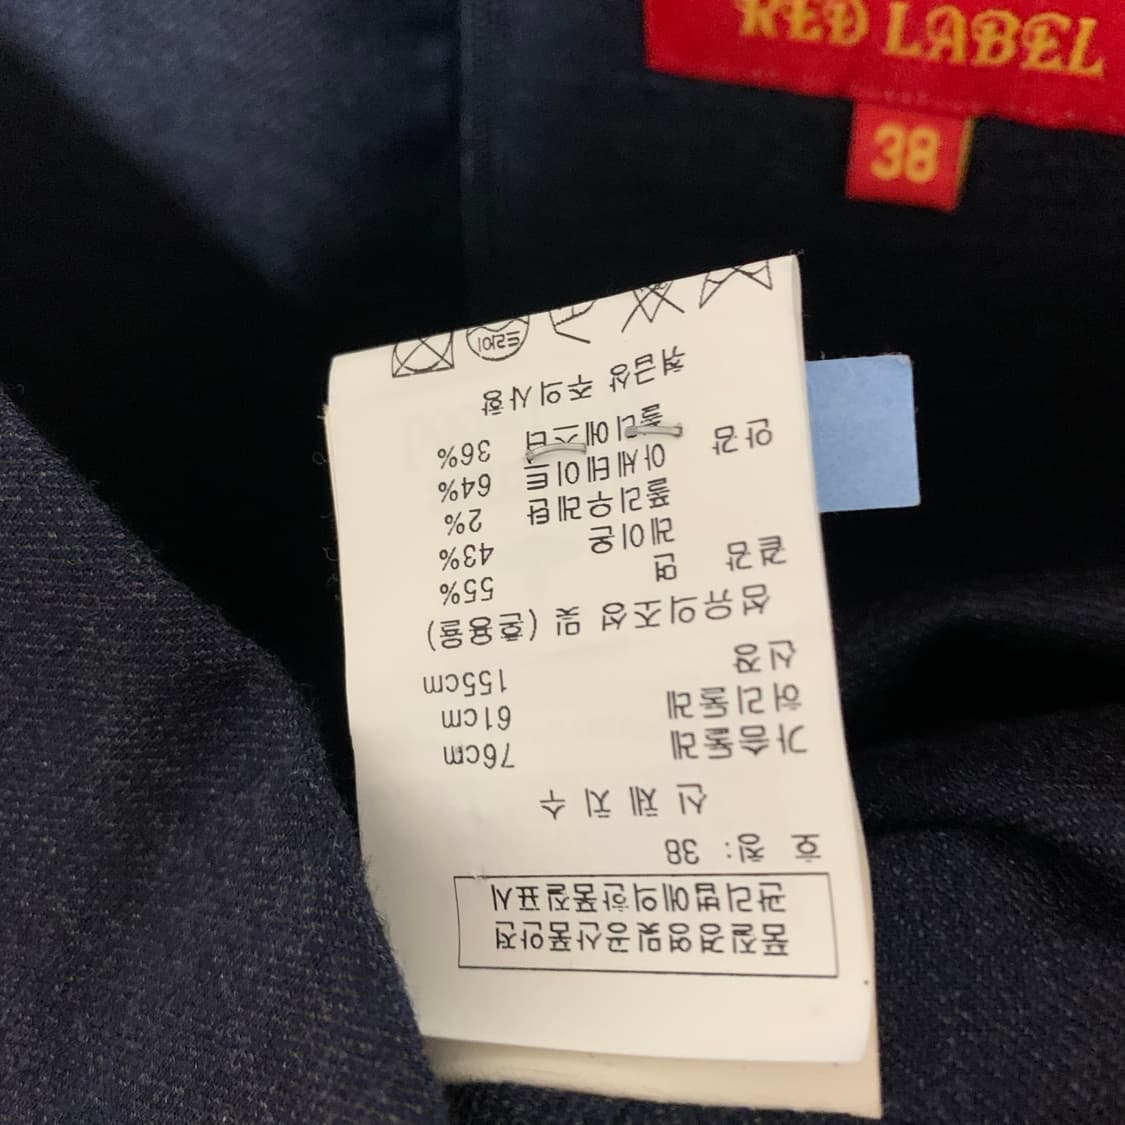 RED LABEL
38
품질경영및공산품안전
관리법에의한품질표시
호 칭: 38
신 체 치 수
가슴둘레 76cm
허리둘레 61cm
신장 155cm
섬유의조성 및 (혼용율)
겉감 면 55%
레이온 43%
폴리우레탄 2%
안감 아세테이트 64%
폴리에스터 36%
취급상 주의사항
드라이